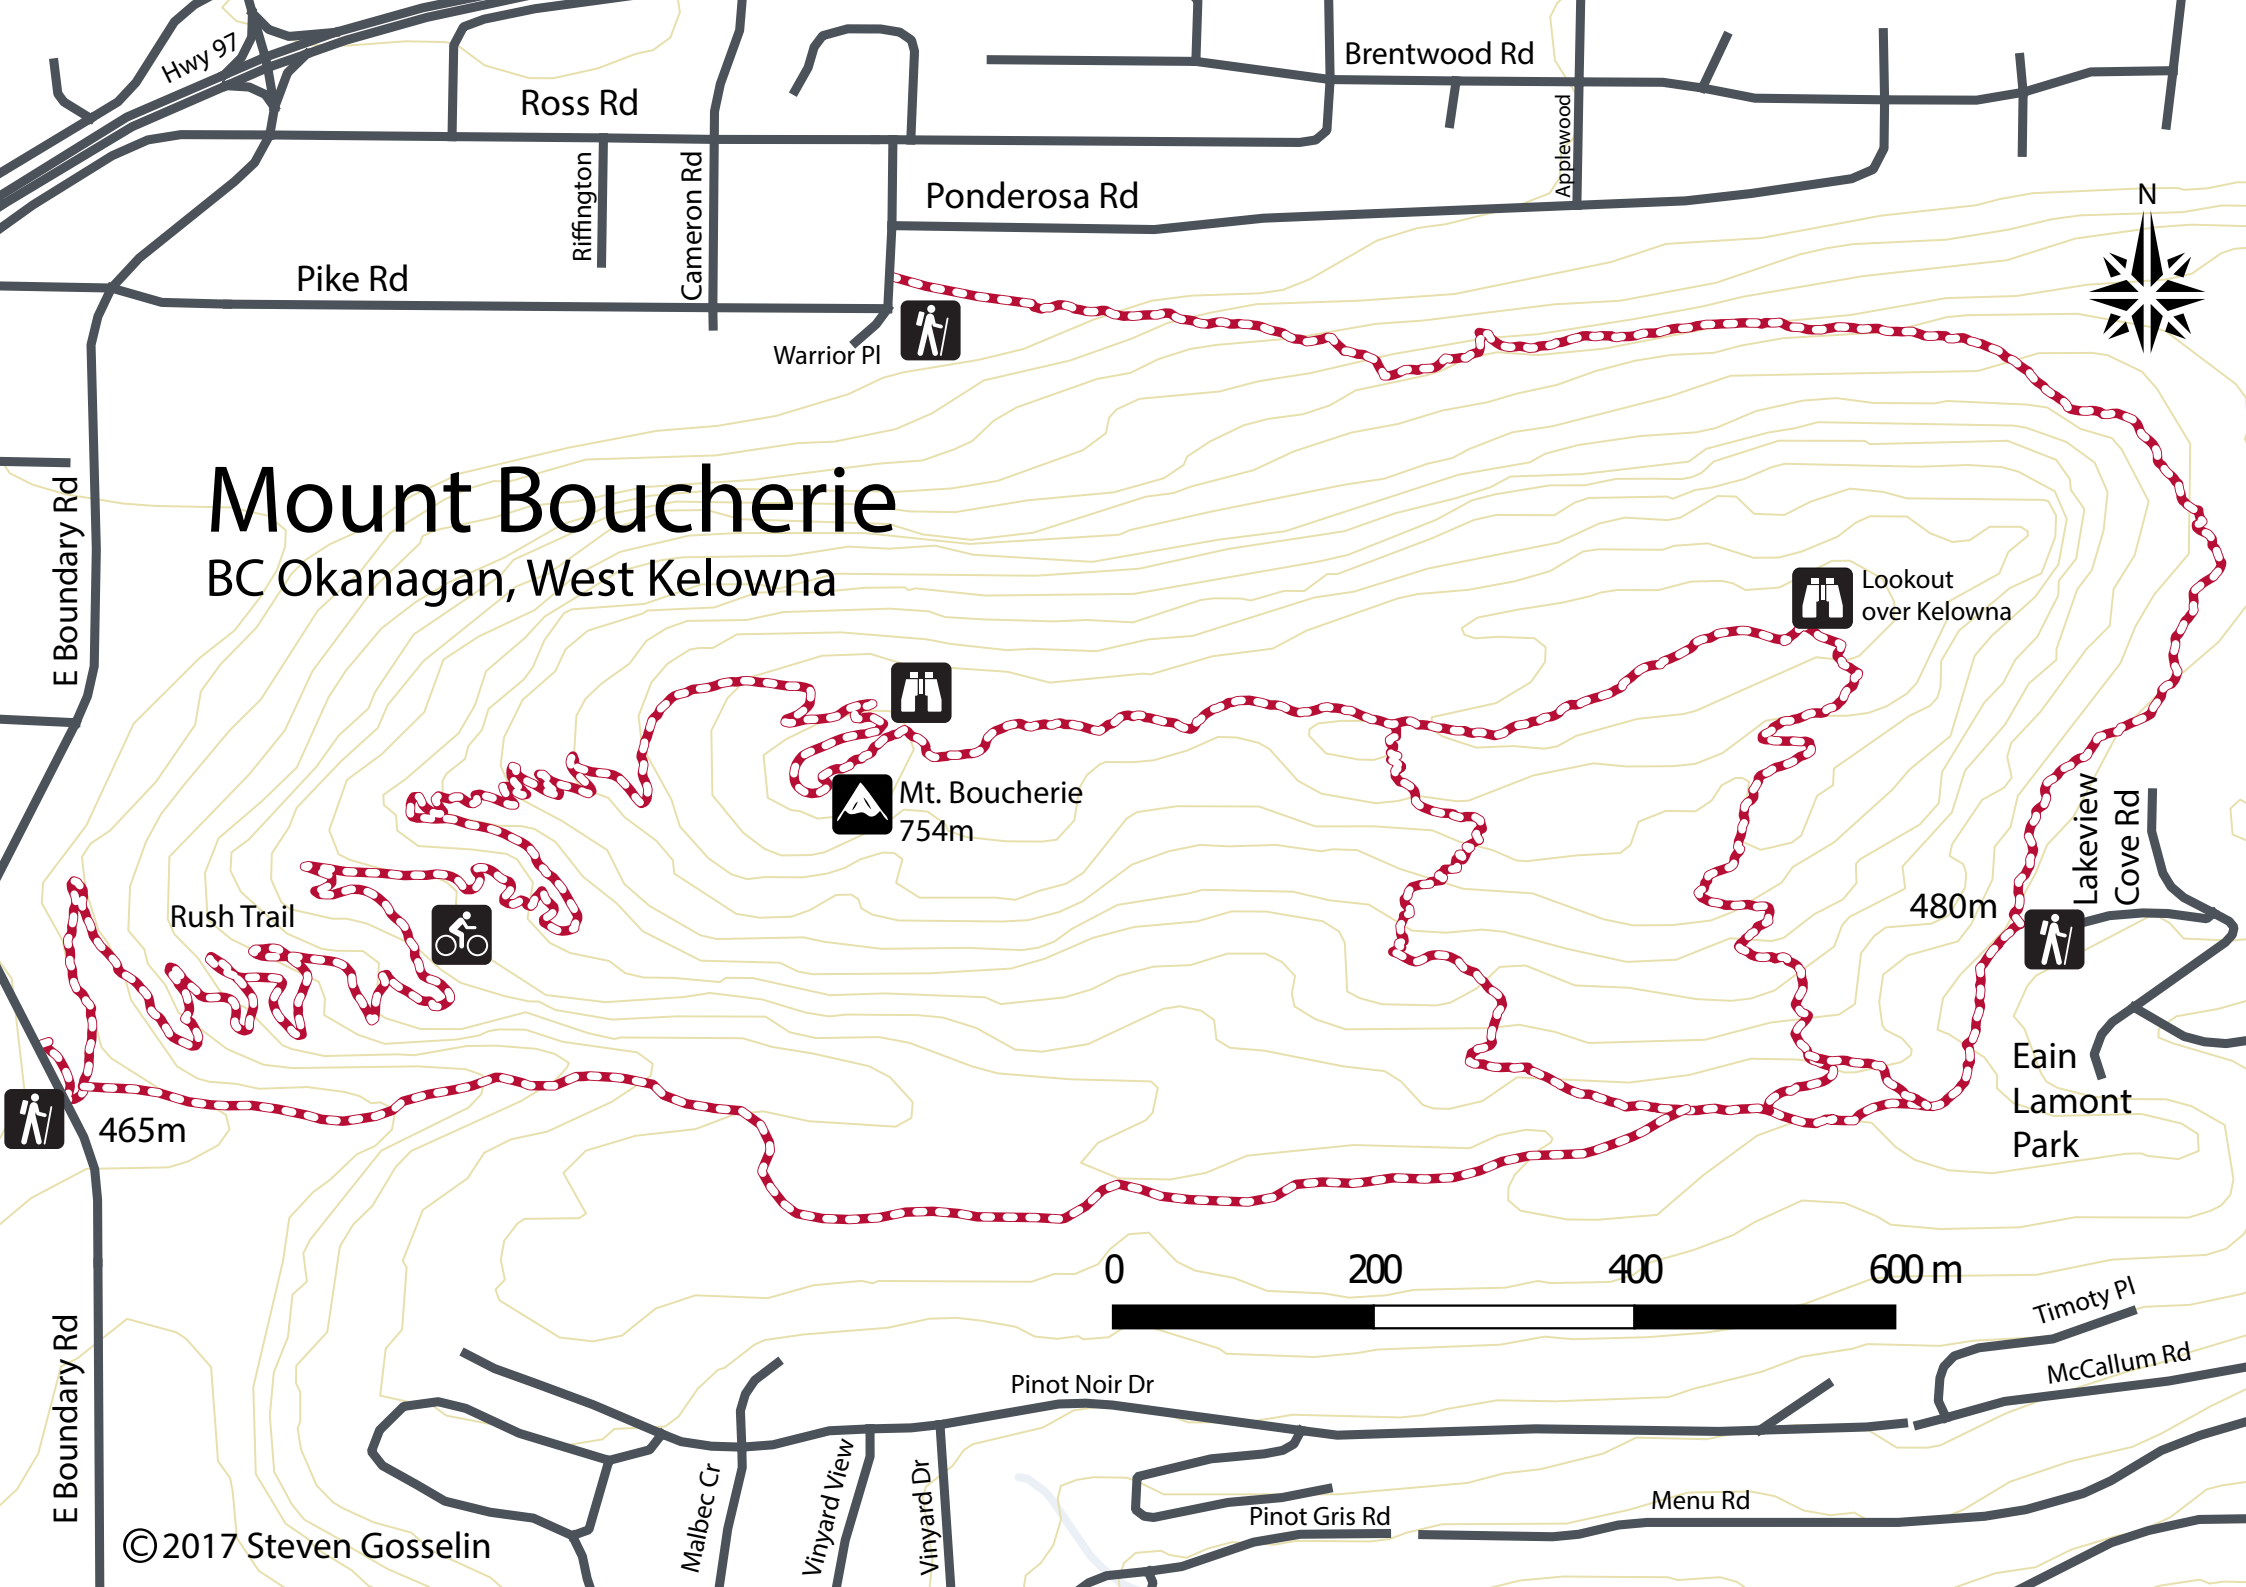 Hwy 97
Brentwood Rd
Ross Rd
Applewood
Riffington
Cameron Rd
Ponderosa Rd
N
Pike Rd
Warrior Pl
Mount Boucherie
BC Okanagan, West Kelowna
E Boundary Rd
Lookout
over Kelowna
Mt. Boucherie
754m
Lakeview
Cove Rd
480m
Rush Trail
Eain
Lamont
Park
465m
0 200 400 600 m
Timoty Pl
McCallum Rd
E Boundary Rd
Pinot Noir Dr
Malbec Cr
Vinyard View
Vinyard Dr
Pinot Gris Rd
Menu Rd
©2017 Steven Gosselin